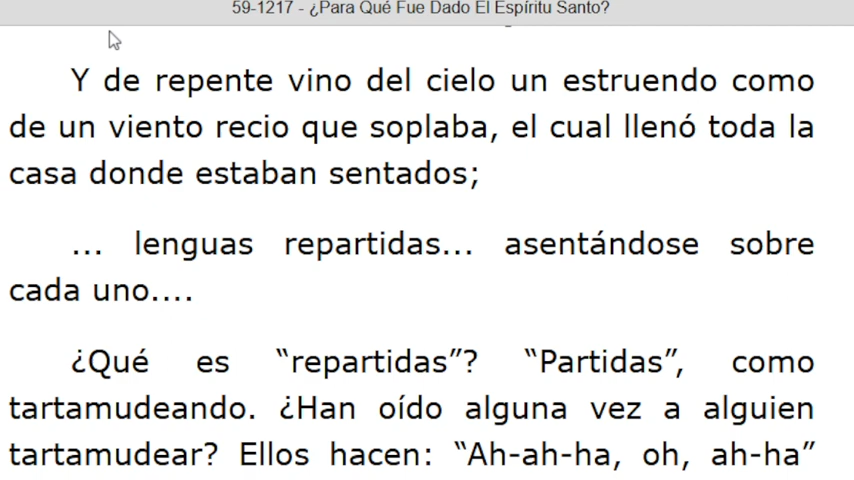 59-1217 - ¿Para Qué Fue Dado El Espíritu Santo?
Y de repente vino del cielo un estruendo como
de un viento recio que soplaba, el cual llenó toda la
casa donde estaban sentados;
... lenguas repartidas... asentándose sobre
cada uno....
¿Qué es “repartidas”? “Partidas”, como
tartamudeando. ¿Han oído alguna vez a alguien
tartamudear? Ellos hacen: “Ah-ah-ha, oh, ah-ha”